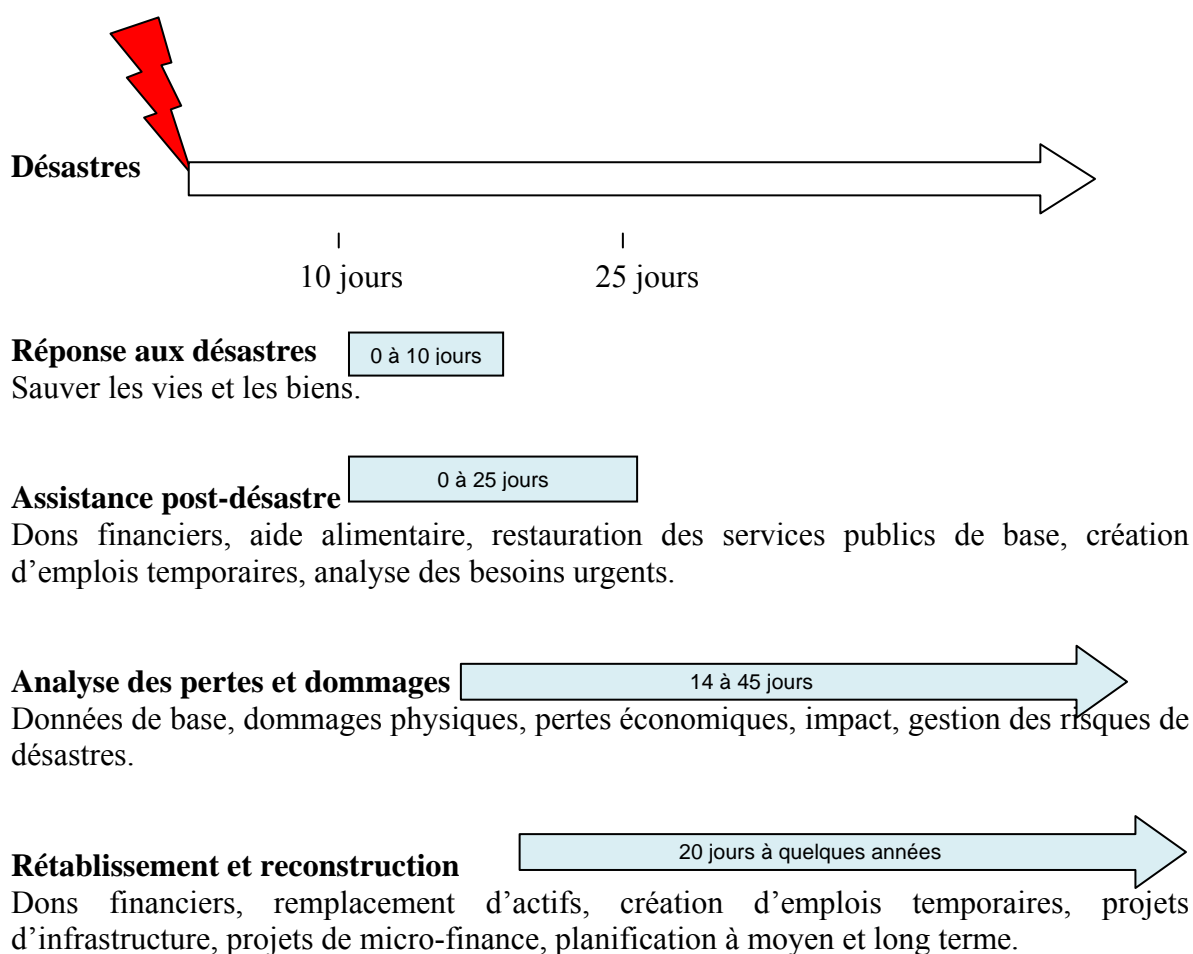 Désastres
10 jours
25 jours
Réponse aux désastres
0 à 10 jours
Sauver les vies et les biens.
0 à 25 jours
Assistance post-désastre
Dons financiers, aide alimentaire, restauration des services publics de base, création
d’emplois temporaires, analyse des besoins urgents.
Analyse des pertes et dommages
14 à 45 jours
Données de base, dommages physiques, pertes économiques, impact, gestion des risques de
désastres.
20 jours à quelques années
Rétablissement et reconstruction
Dons financiers, remplacement d’actifs, création d’emplois temporaires, projets
d’infrastructure, projets de micro-finance, planification à moyen et long terme.